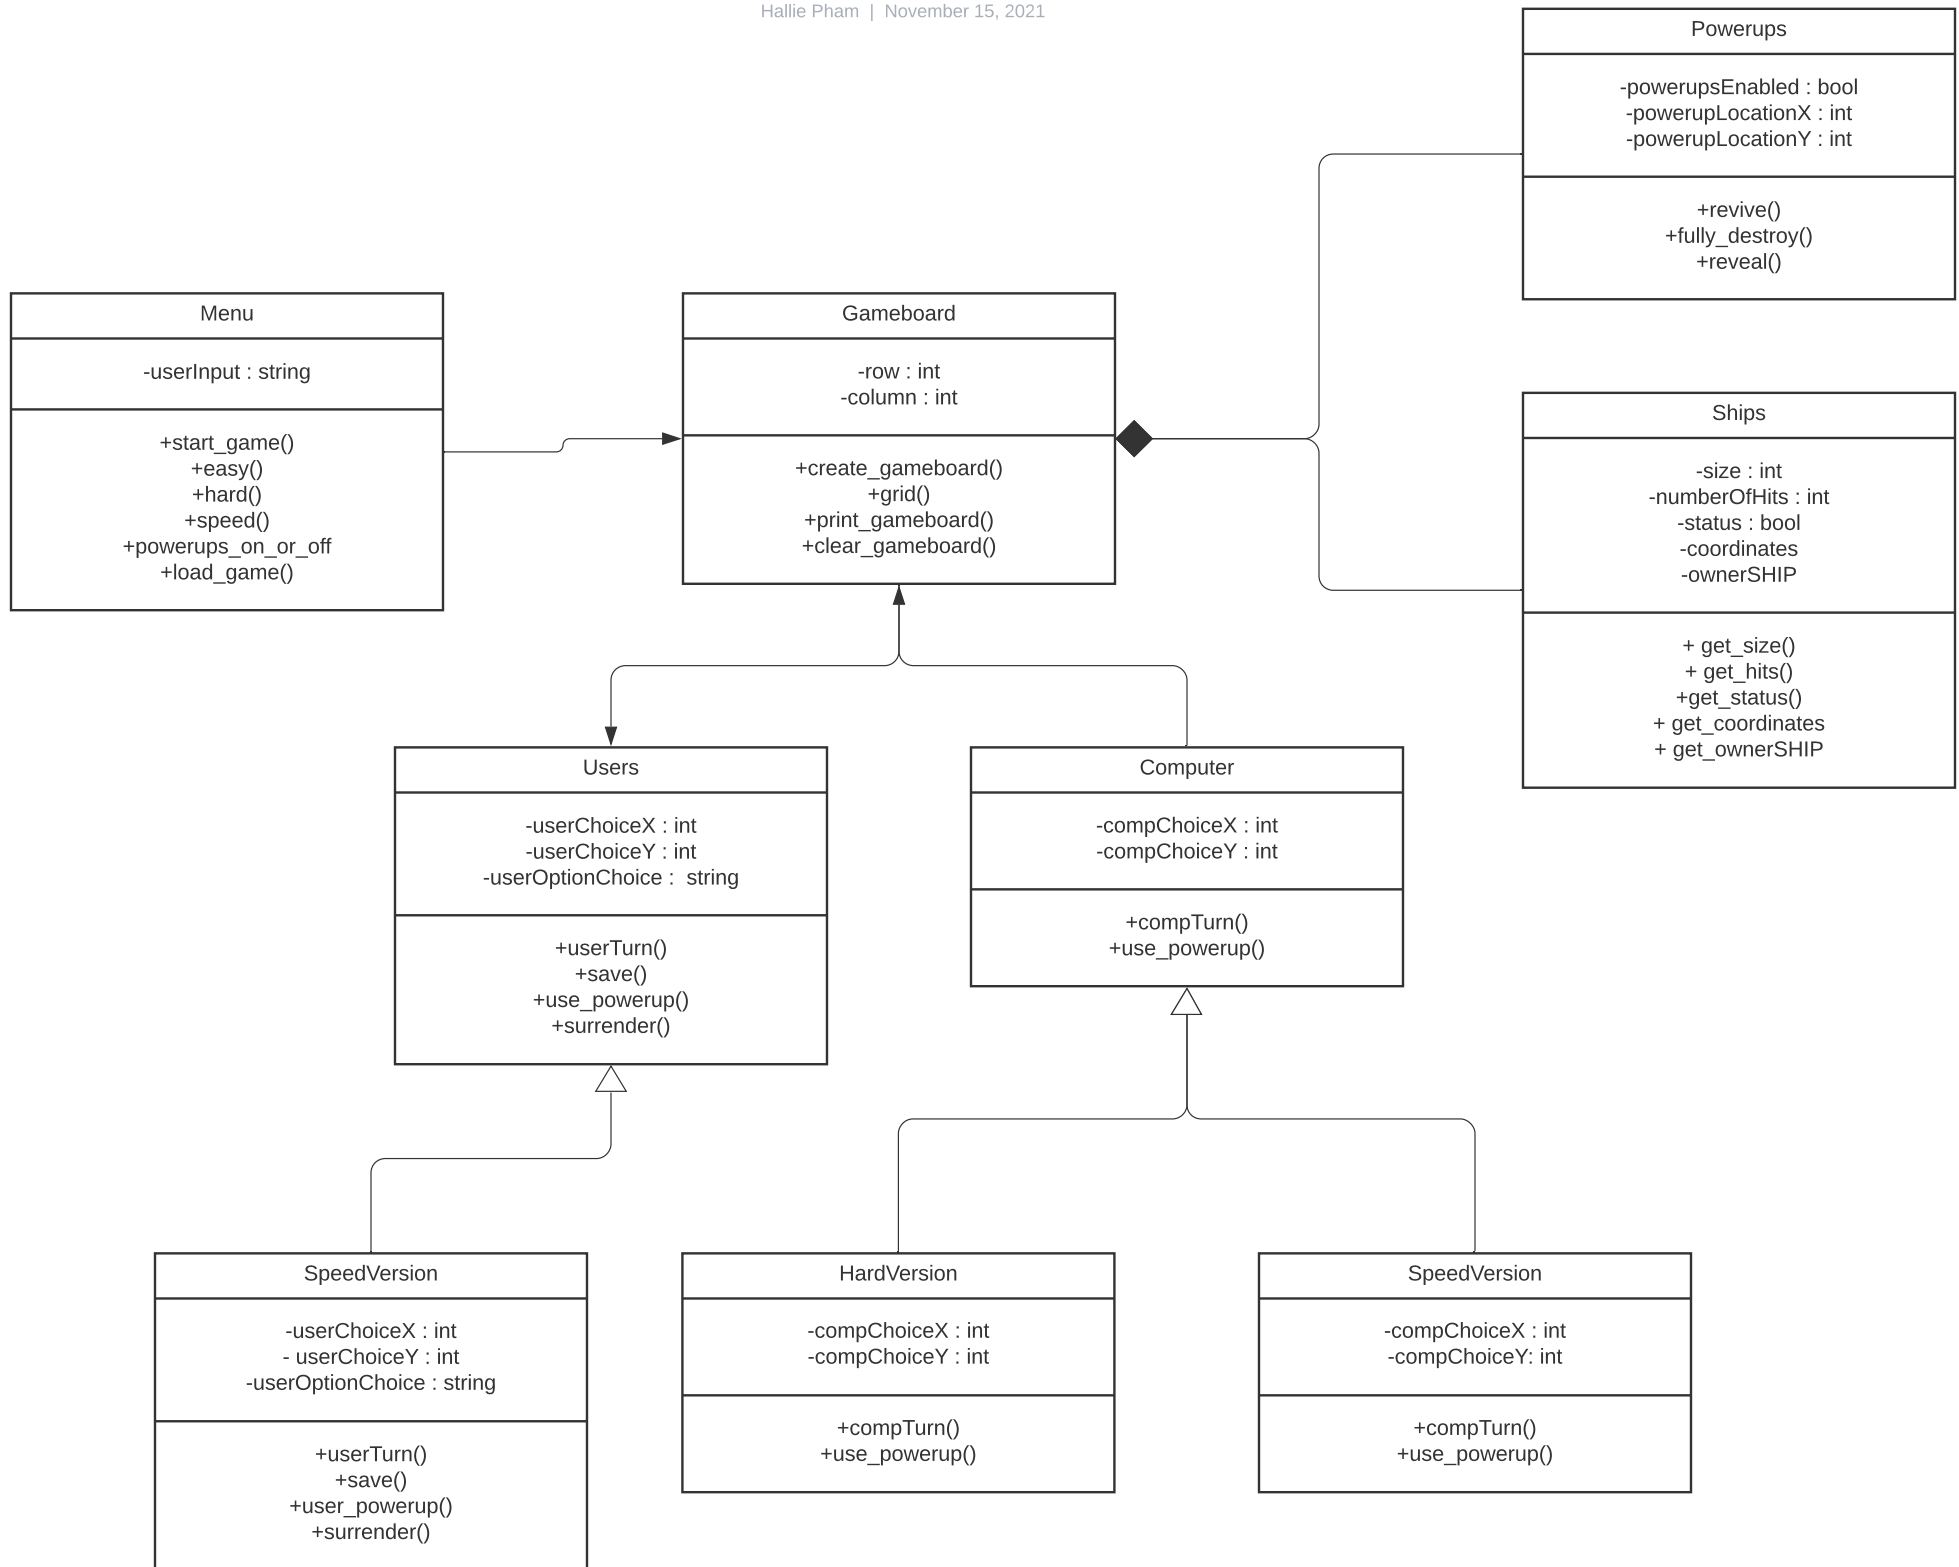 Hallie Pham | November 15, 2021
Powerups
-powerupsEnabled : bool
-powerupLocationX : int
-powerupLocationY : int
+revive()
+fully_destroy()
+reveal()
Menu
-userInput : string
+start_game()
+easy()
+hard()
+speed()
+powerups_on_or_off
+load_game()
Gameboard
-row : int
-column : int
+create_gameboard()
+grid()
+print_gameboard()
+clear_gameboard()
Ships
-size : int
-numberOfHits : int
-status : bool
-coordinates
-ownerSHIP
+ get_size()
+ get_hits()
+get_status()
+ get_coordinates
+ get_ownerSHIP
Users
-userChoiceX : int
-userChoiceY : int
-userOptionChoice :  string
+userTurn()
+save()
+use_powerup()
+surrender()
Computer
-compChoiceX : int
-compChoiceY : int
+compTurn()
+use_powerup()
SpeedVersion
-userChoiceX : int
- userChoiceY : int
-userOptionChoice : string
+userTurn()
+save()
+user_powerup()
+surrender()
HardVersion
-compChoiceX : int
-compChoiceY : int
+compTurn()
+use_powerup()
SpeedVersion
-compChoiceX : int
-compChoiceY: int
+compTurn()
+use_powerup()